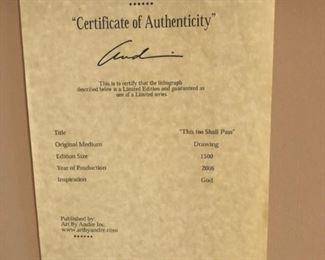 ******
"Certificate of Authenticity"
Andre
This is to certify that the lithograph
described below is a Limited Edition and guaranteed as
one of a Limited series
Title "This too Shall Pass"
Original Medium Drawing
Edition Size 1500
Year of Production 2006
Inspiration God
Published by:
Art By Andre Inc.
www.artbyandre.com
******